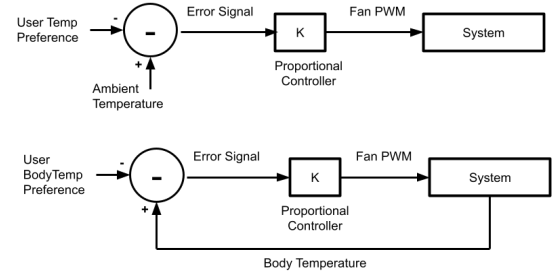 User Temp
Preference
-
-
+
Error Signal
K
Fan PWM
System
Proportional
Controller
Ambient
Temperature
User
BodyTemp
Preference
-
-
+
Error Signal
K
Fan PWM
System
Proportional
Controller
Body Temperature